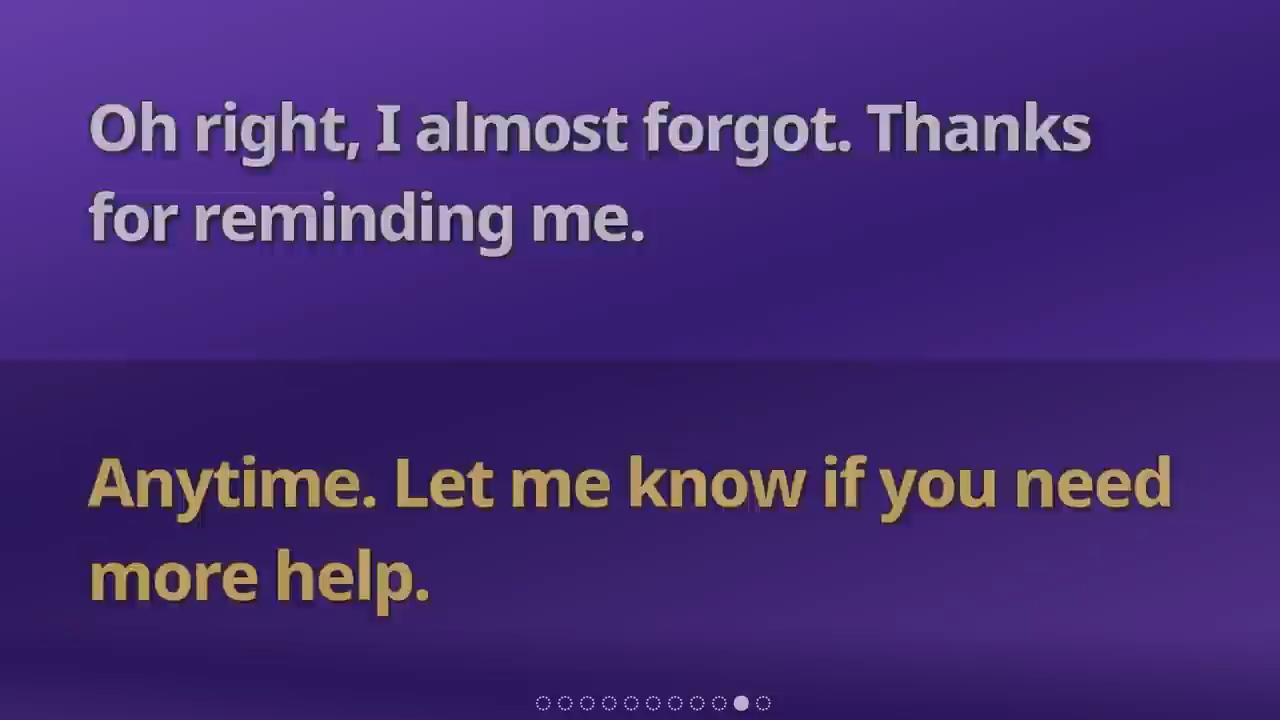 Oh right, I almost forgot. Thanks
for reminding me.
Anytime. Let me know if you need
more help.